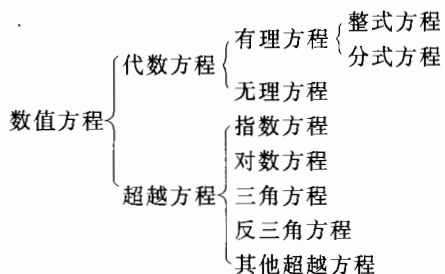 整式方程
有理方程
分式方程
代数方程
无理方程
数值方程
指数方程
对数方程
超越方程
三角方程
反三角方程
其他超越方程